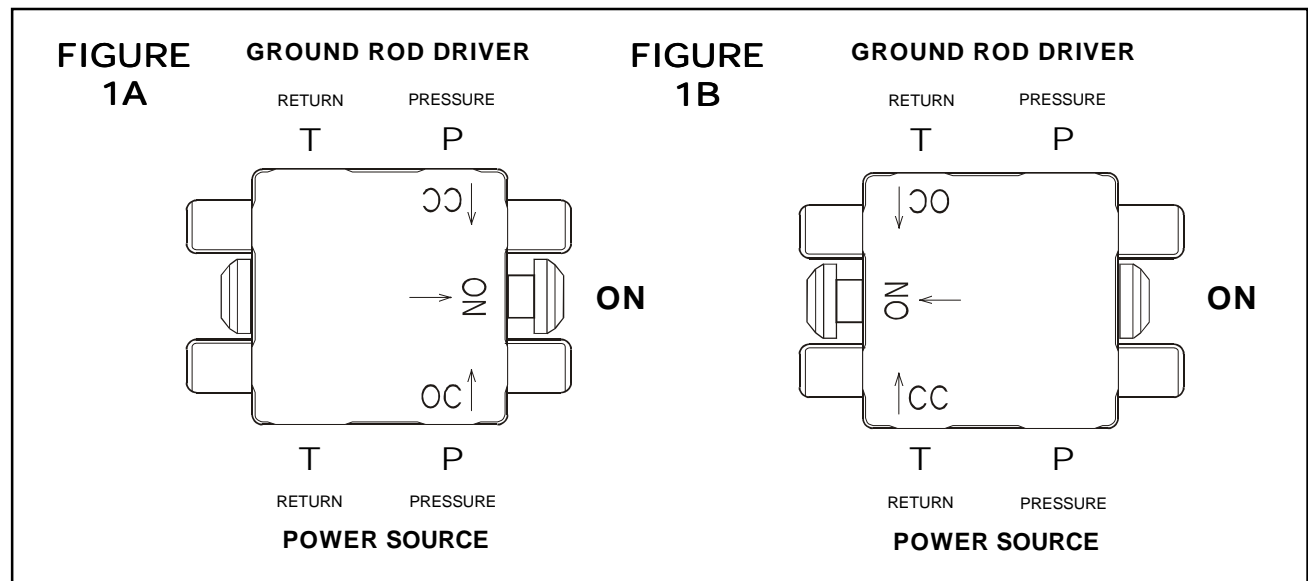 FIGURE
1A
GROUND ROD DRIVER
RETURN PRESSURE
T P
CC
ON
ON
OC
T P
RETURN PRESSURE
POWER SOURCE
FIGURE
1B
GROUND ROD DRIVER
RETURN PRESSURE
T P
OC
ON
ON
CC
T P
RETURN PRESSURE
POWER SOURCE